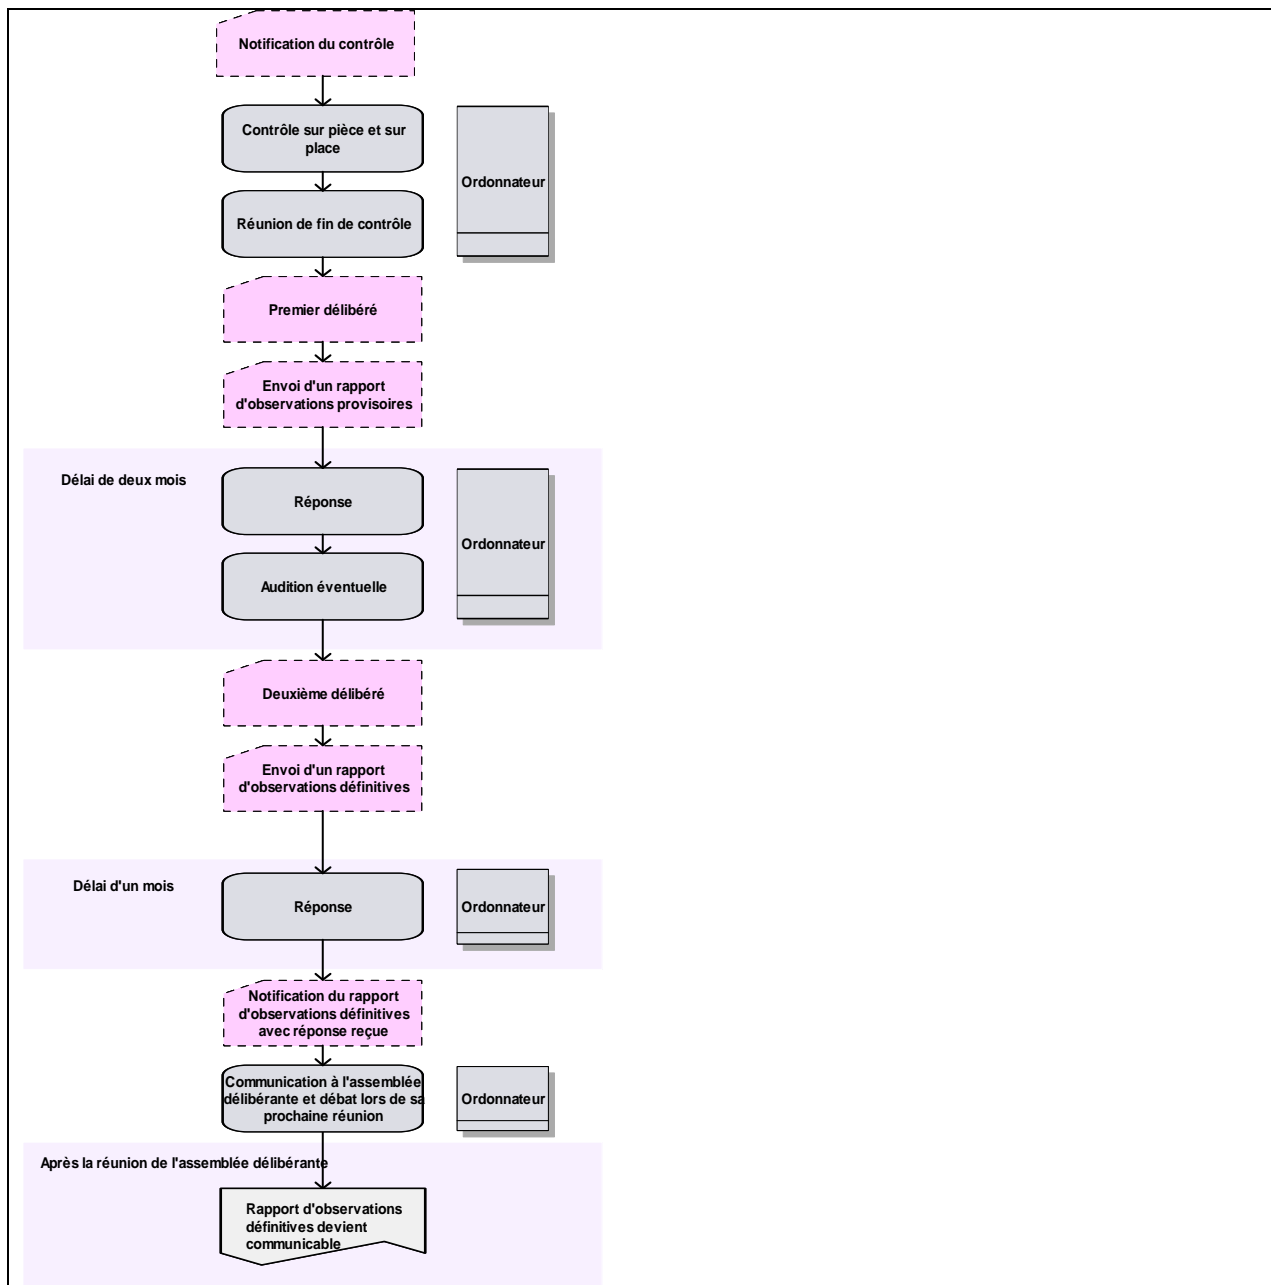 Notification du contrôle
Contrôle sur pièce et sur
place
Ordonnateur
Réunion de fin de contrôle
Premier délibéré
Envoi d'un rapport
d'observations provisoires
Délai de deux mois
Réponse
Ordonnateur
Audition éventuelle
Deuxième délibéré
Envoi d'un rapport
d'observations définitives
Délai d'un mois
Réponse
Ordonnateur
Notification du rapport
d'observations définitives
avec réponse reçue
Communication à l'assemblée
délibérante et débat lors de sa
prochaine réunion
Ordonnateur
Après la réunion de l'assemblée délibérante
Rapport d'observations
définitives devient
communicable